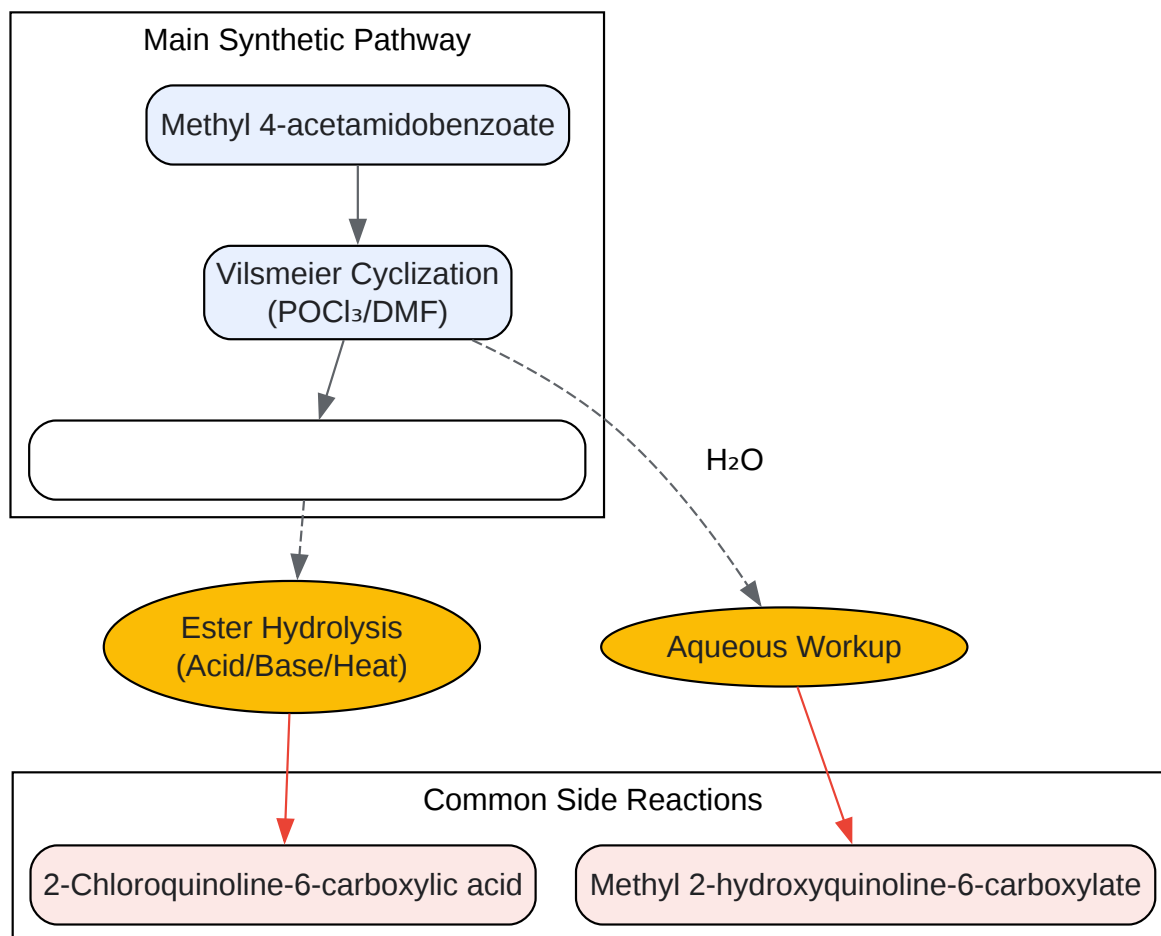 Main Synthetic Pathway
Methyl 4-acetamidobenzoate
Vilsmeier Cyclization
(POCl₃/DMF)
H₂O
Ester Hydrolysis
(Acid/Base/Heat)
Aqueous Workup
Common Side Reactions
2-Chloroquinoline-6-carboxylic acid
Methyl 2-hydroxyquinoline-6-carboxylate